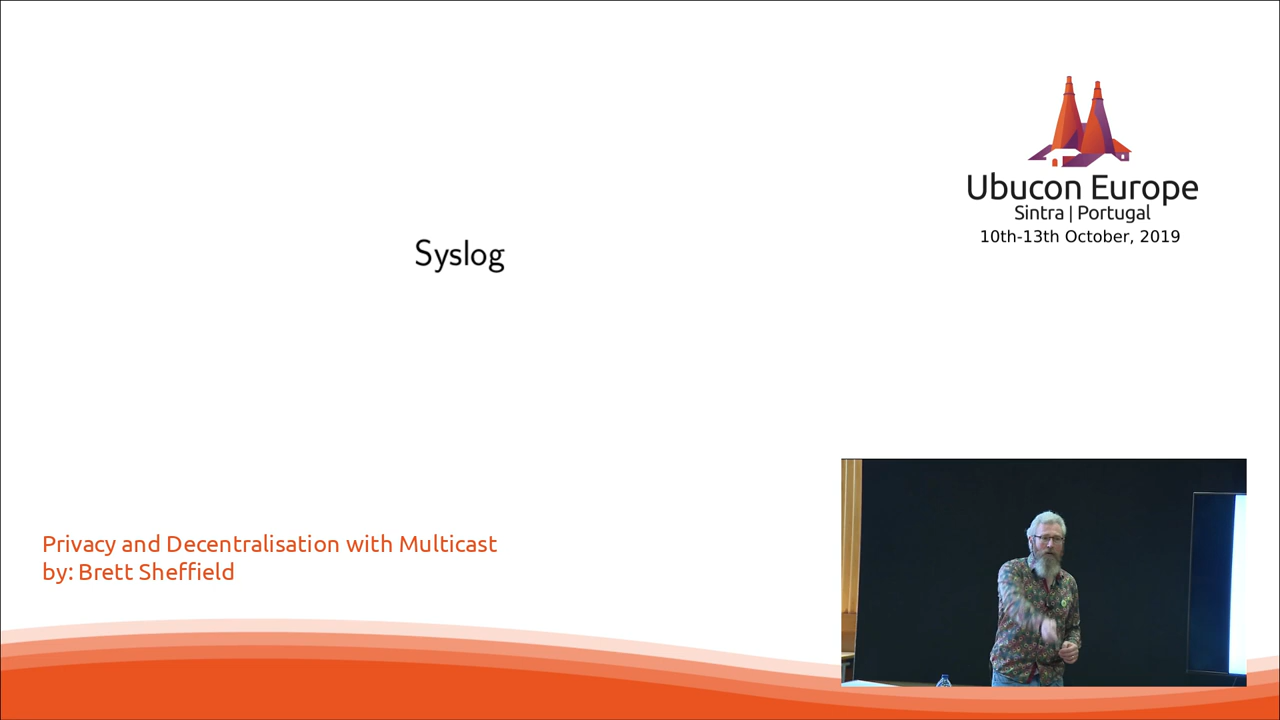 Ubucon Europe
Sintra | Portugal
10th-13th October, 2019
Syslog
Privacy and Decentralisation with Multicast
by: Brett Sheffield